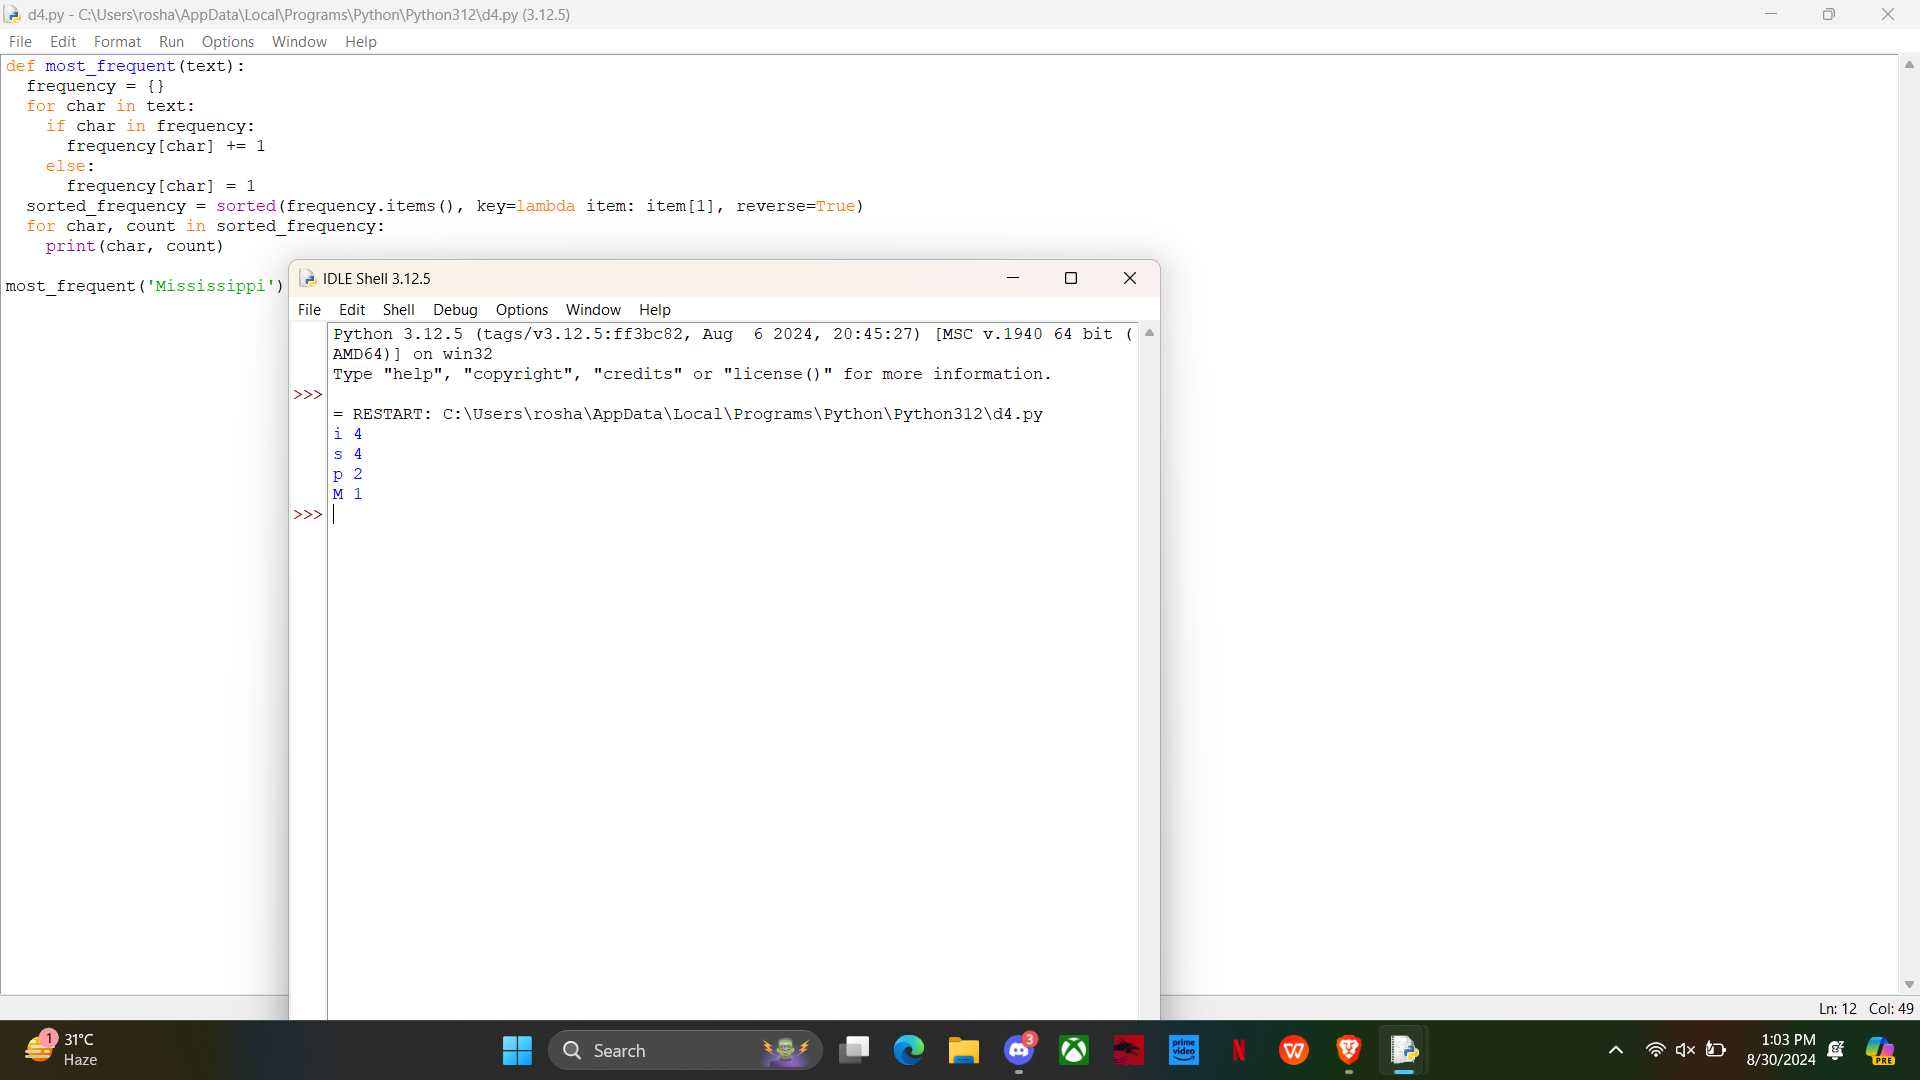 d4.py - C:\Users\rosha\AppData\Local\Programs\Python\Python312\d4.py (3.12.5)
File Edit Format Run Options Window Help
def most_frequent(text):
  frequency = {}
  for char in text:
    if char in frequency:
      frequency[char] += 1
    else:
      frequency[char] = 1
  sorted_frequency = sorted(frequency.items(), key=lambda item: item[1], reverse=True)
  for char, count in sorted_frequency:
    print(char, count)
most_frequent('Mississippi')
IDLE Shell 3.12.5
File Edit Shell Debug Options Window Help
Python 3.12.5 (tags/v3.12.5:ff3bc82, Aug  6 2024, 20:45:27) [MSC v.1940 64 bit (
AMD64)] on win32
Type "help", "copyright", "credits" or "license()" for more information.
>>>
= RESTART: C:\Users\rosha\AppData\Local\Programs\Python\Python312\d4.py
i 4
s 4
p 2
M 1
>>>
Ln: 12 Col: 49
1
31°C
Haze
Search
3
prime video
N
W
1:03 PM
8/30/2024
PRE